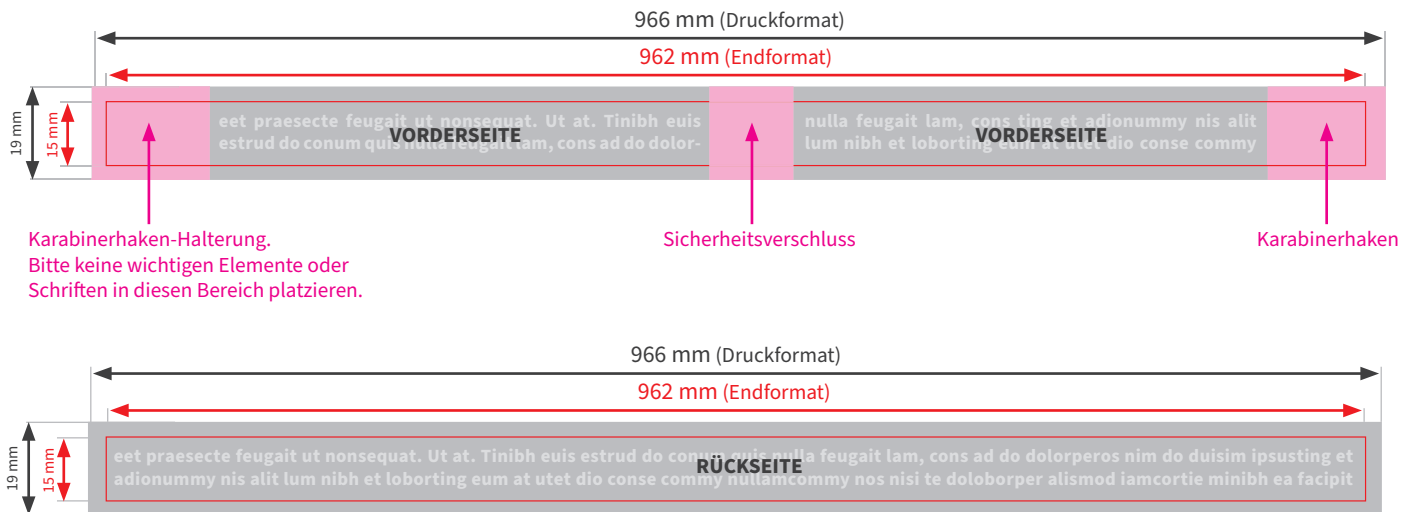 966 mm (Druckformat)
962 mm (Endformat)
19 mm
15 mm
eet praesecte feugait ut nonsequat. Ut at. Tinibh euis
estrud do conum quis nulla feugait lam, cons ad do dolor-
VORDERSEITE
nulla feugait lam, cons ting et adionummy nis alit
lum nibh et loborting eum at utet dio conse commy
VORDERSEITE
Karabinerhaken-Halterung.
Bitte keine wichtigen Elemente oder
Schriften in diesen Bereich platzieren.
Sicherheitsverschluss
Karabinerhaken
966 mm (Druckformat)
962 mm (Endformat)
19 mm
15 mm
eet praesecte feugait ut nonsequat. Ut at. Tinibh euis estrud do conum quis nulla feugait lam, cons ad do dolorperos nim do duisim ipsusting et
adionummy nis alit lum nibh et loborting eum at utet dio conse commy nullamcommy nos nisi te doloborper alismod iamcortie minibh ea facipit
RÜCKSEITE